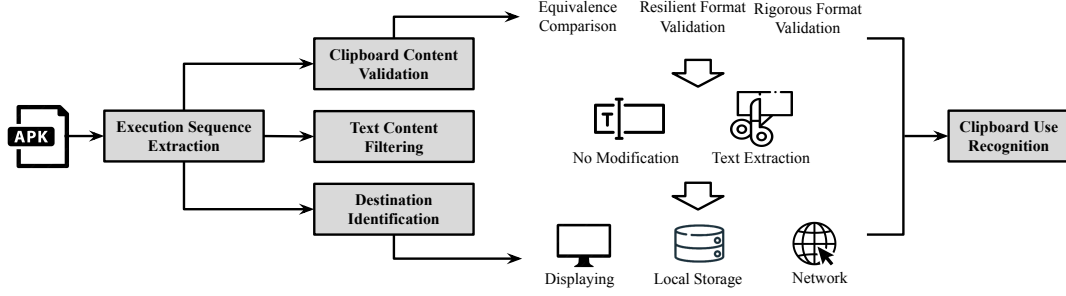 APK
Execution Sequence
Extraction
Clipboard Content
Validation
Text Content
Filtering
Destination
Identification
Equivalence
Comparison
Resilient Format
Validation
Rigorous Format
Validation
T
No Modification
Text Extraction
Displaying
Local Storage
Network
Clipboard Use
Recognition